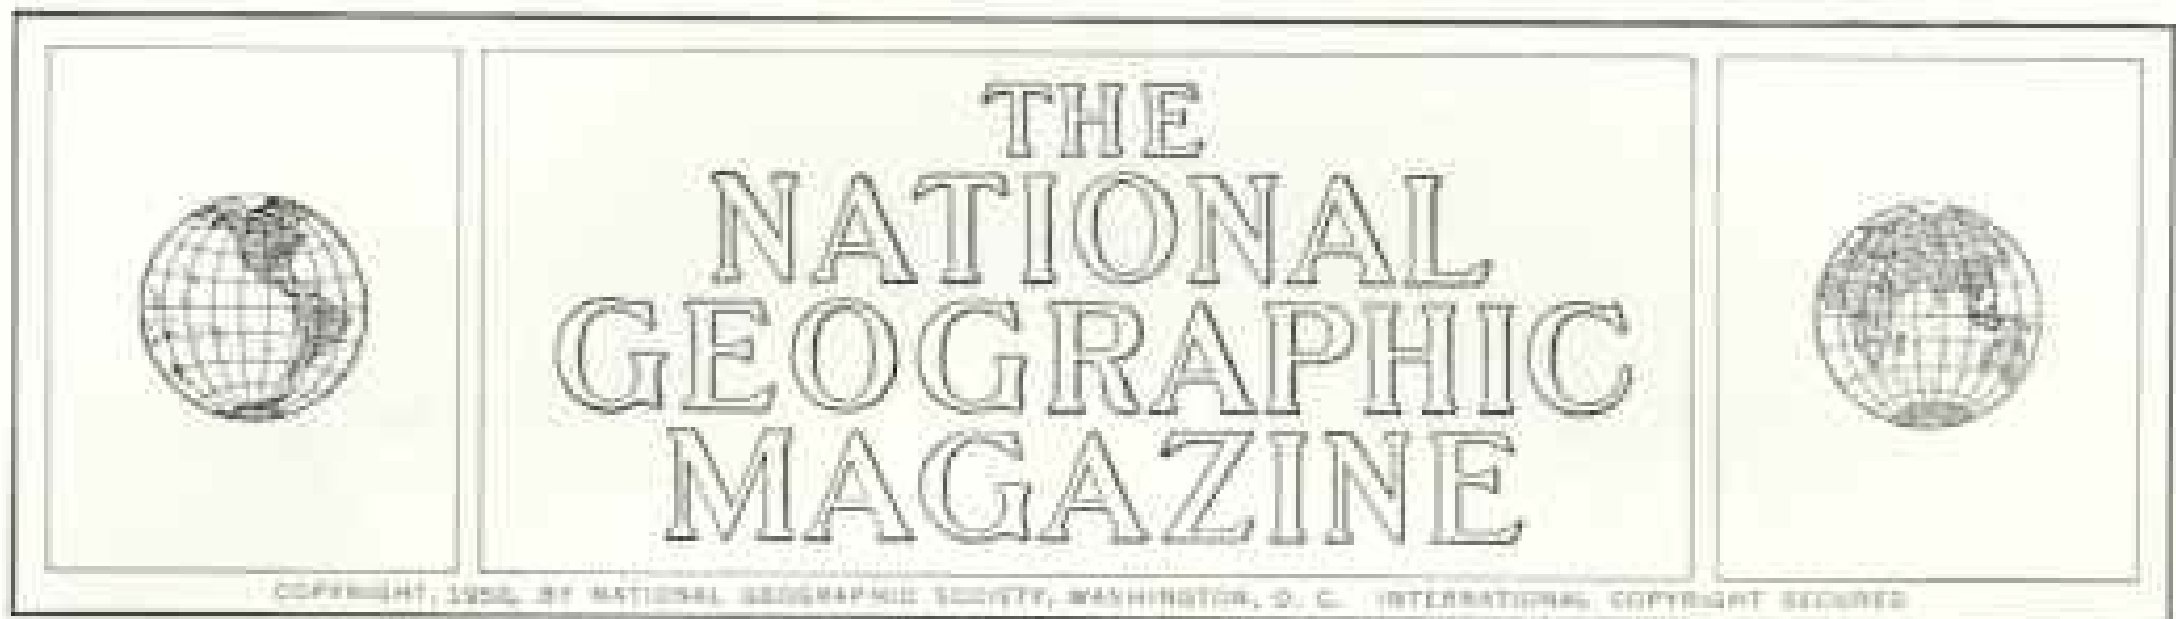 THE
NATIONAL
GEOGRAPHIC
MAGAZINE
COPYRIGHT, BY NATIONAL GEOGRAPHIC SOCIETY, WASHINGTON, D. C. INTERNATIONAL COPYRIGHT SECURED